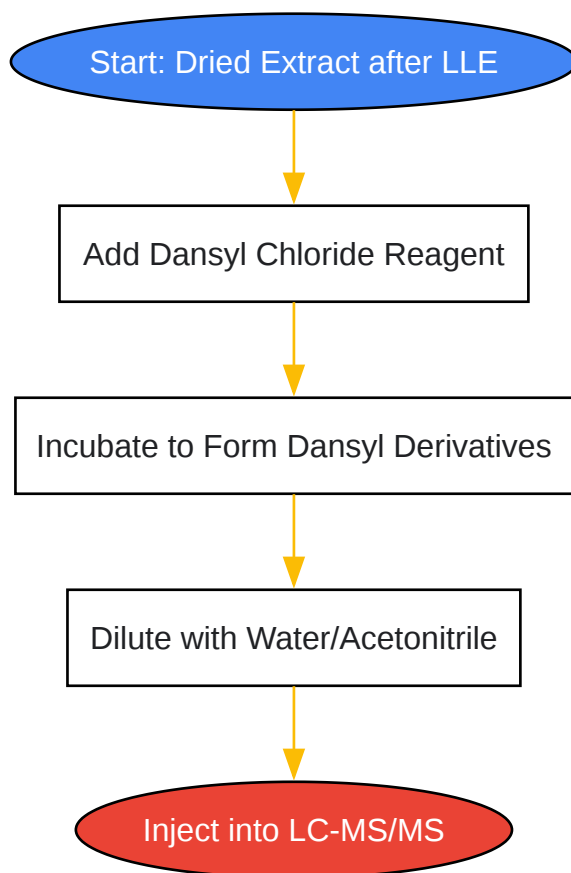 Start: Dried Extract after LLE
Add Dansyl Chloride Reagent
Incubate to Form Dansyl Derivatives
Dilute with Water/Acetonitrile
Inject into LC-MS/MS